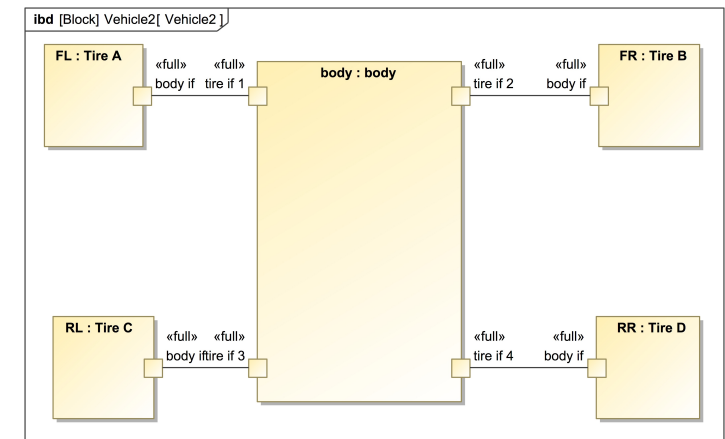 ibd [Block] Vehicle2[ Vehicle2 ]
FL : Tire A
«full» «full»
body if tire if 1
body : body
«full» «full»
tire if 2 body if
FR : Tire B
RL : Tire C
«full» «full»
body if tire if 3
«full» «full»
tire if 4 body if
RR : Tire D